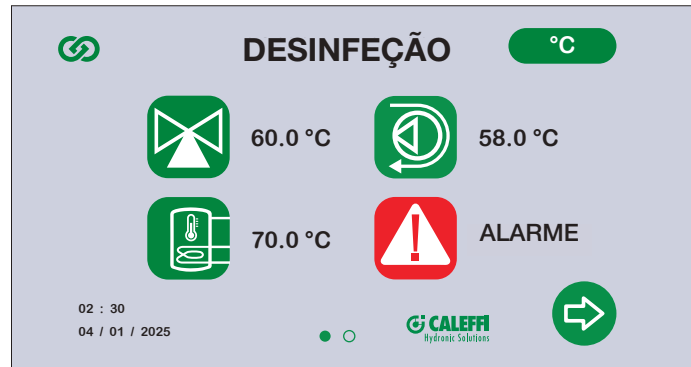 DESINFEÇÃO
°C
60.0 °C
58.0 °C
70.0 °C
ALARME
02 : 30
04 / 01 / 2025
CALEFFI
Hydronic Solutions